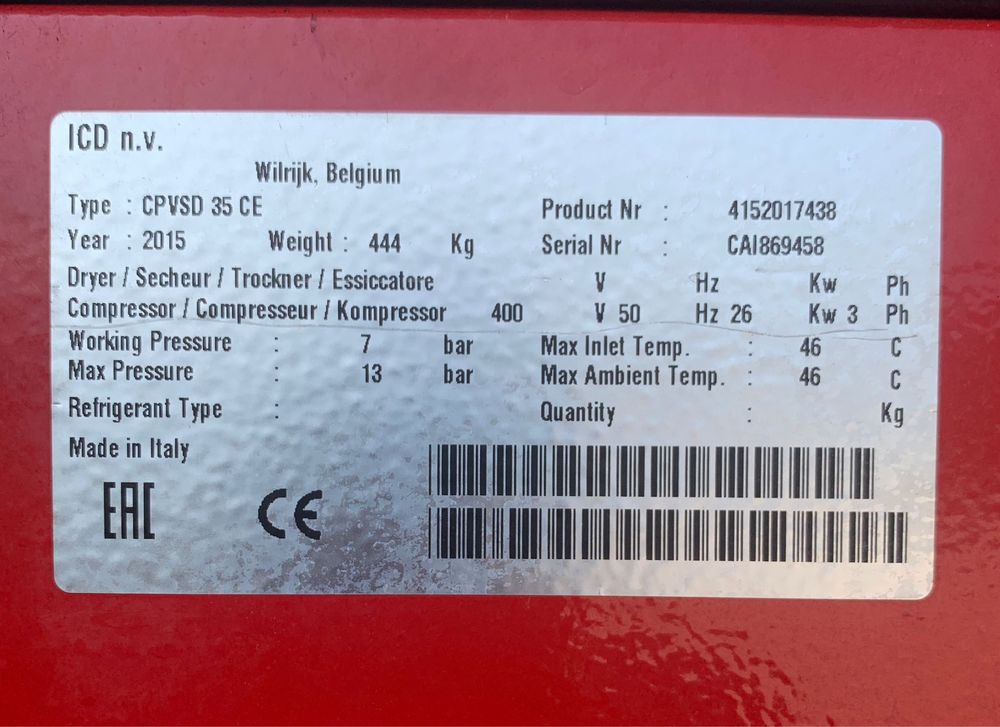 ICD n.v.
Wilrijk, Belgium
Type : CPVSD 35 CE Product Nr : 4152017438
Year : 2015 Weight : 444 Kg Serial Nr : CAI869458
Dryer / Secheur / Trockner / Essiccatore V Hz Kw Ph
Compressor / Compresseur / Kompressor 400 V 50 Hz 26 Kw 3 Ph
Working Pressure : 7 bar Max Inlet Temp. : 46 C
Max Pressure : 13 bar Max Ambient Temp. : 46 C
Refrigerant Type : Quantity : Kg
Made in Italy
EAC CE